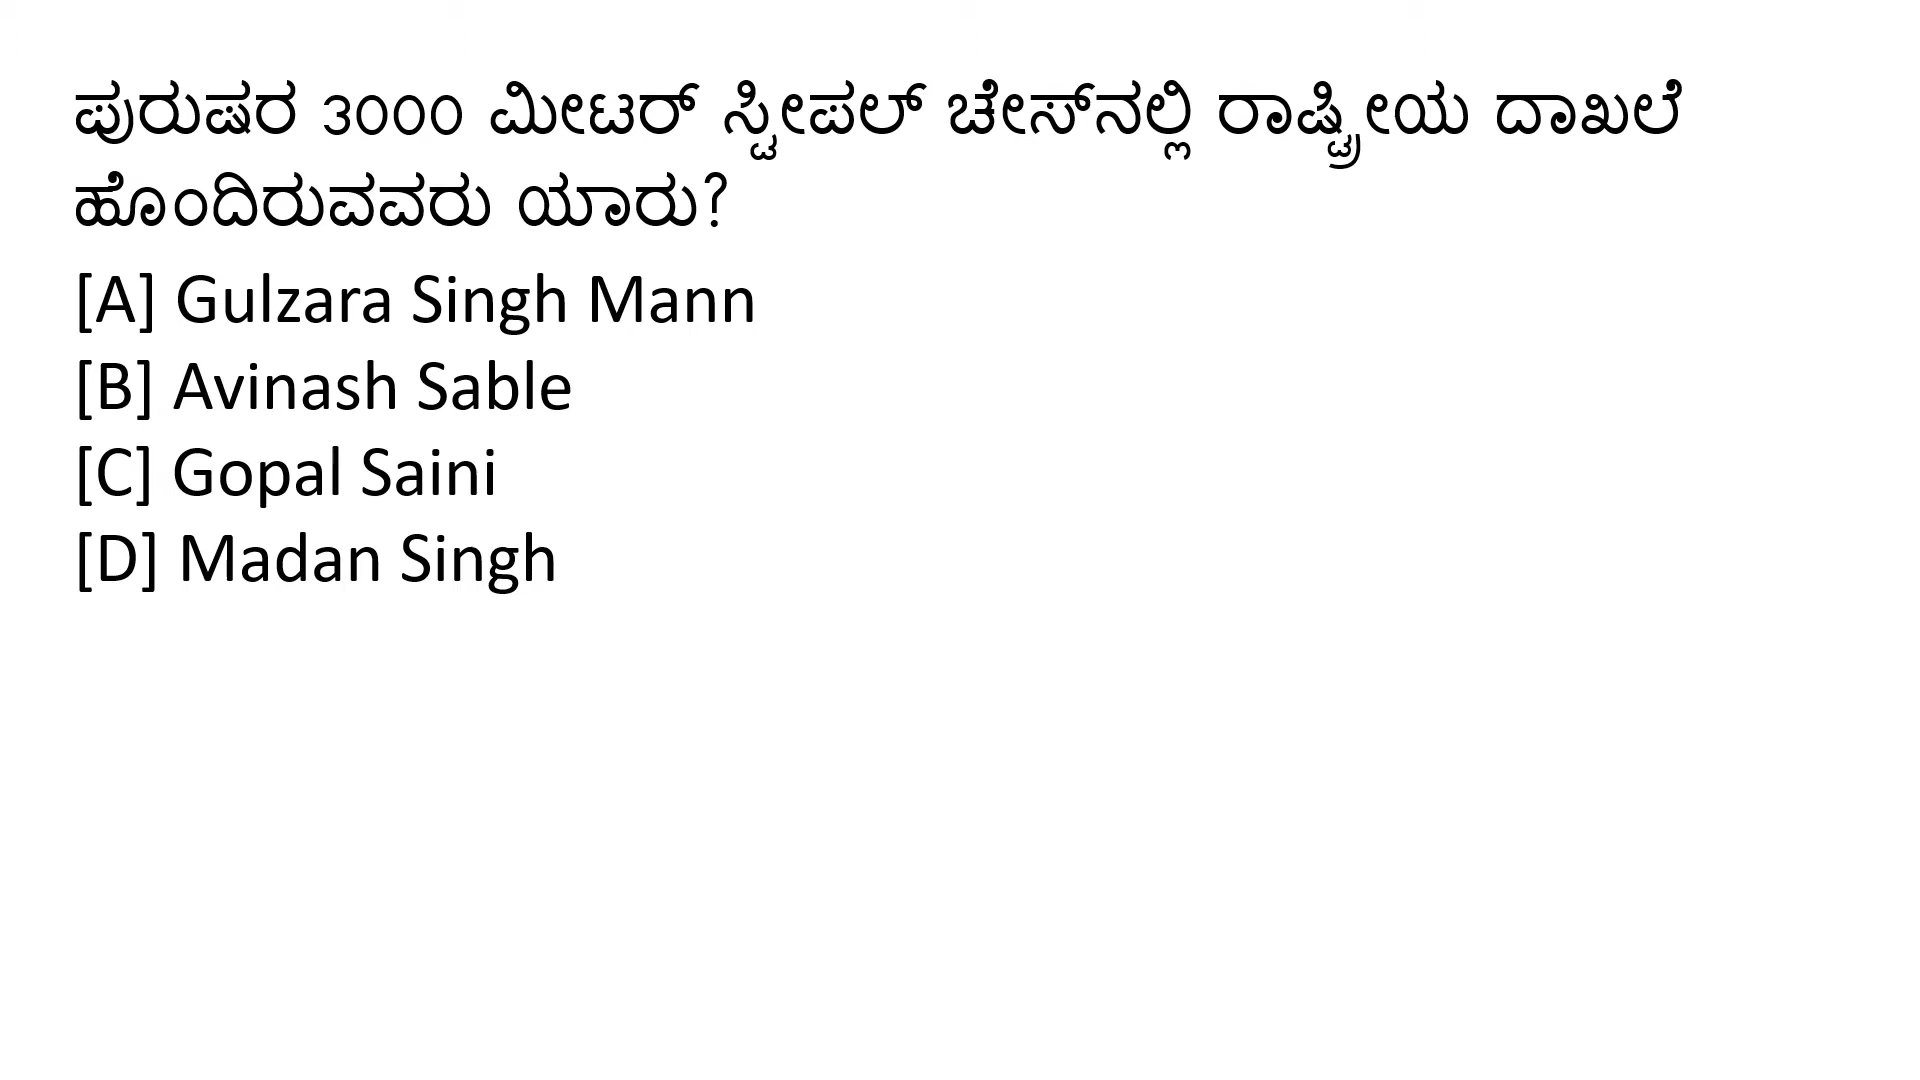 ಪುರುಷರ 3000 ಮೀಟರ್ ಸ್ಟೀಪಲ್ ಚೇಸ್‌ನಲ್ಲಿ ರಾಷ್ಟ್ರೀಯ ದಾಖಲೆ
ಹೊಂದಿರುವವರು ಯಾರು?
[A] Gulzara Singh Mann
[B] Avinash Sable
[C] Gopal Saini
[D] Madan Singh